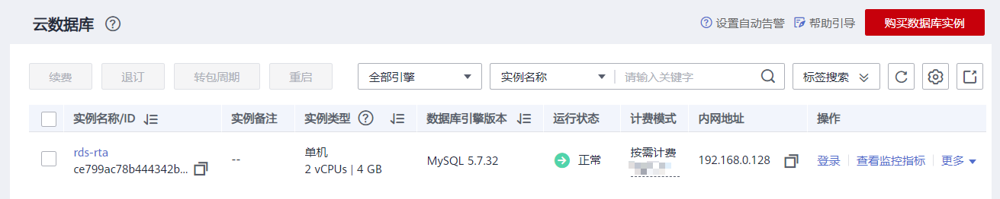 云数据库
设置自动告警 帮助引导 购买数据库实例
续费 退订 转包周期 重启 全部引擎 实例名称 请输入关键字 标签搜索
实例名称/ID 实例备注 实例类型 数据库引擎版本 运行状态 计费模式 内网地址 操作
rds-rta
ce799ac78b444342b...
--
单机
2 vCPUs | 4 GB
MySQL 5.7.32
正常
按需计费
192.168.0.128
登录 查看监控指标 更多